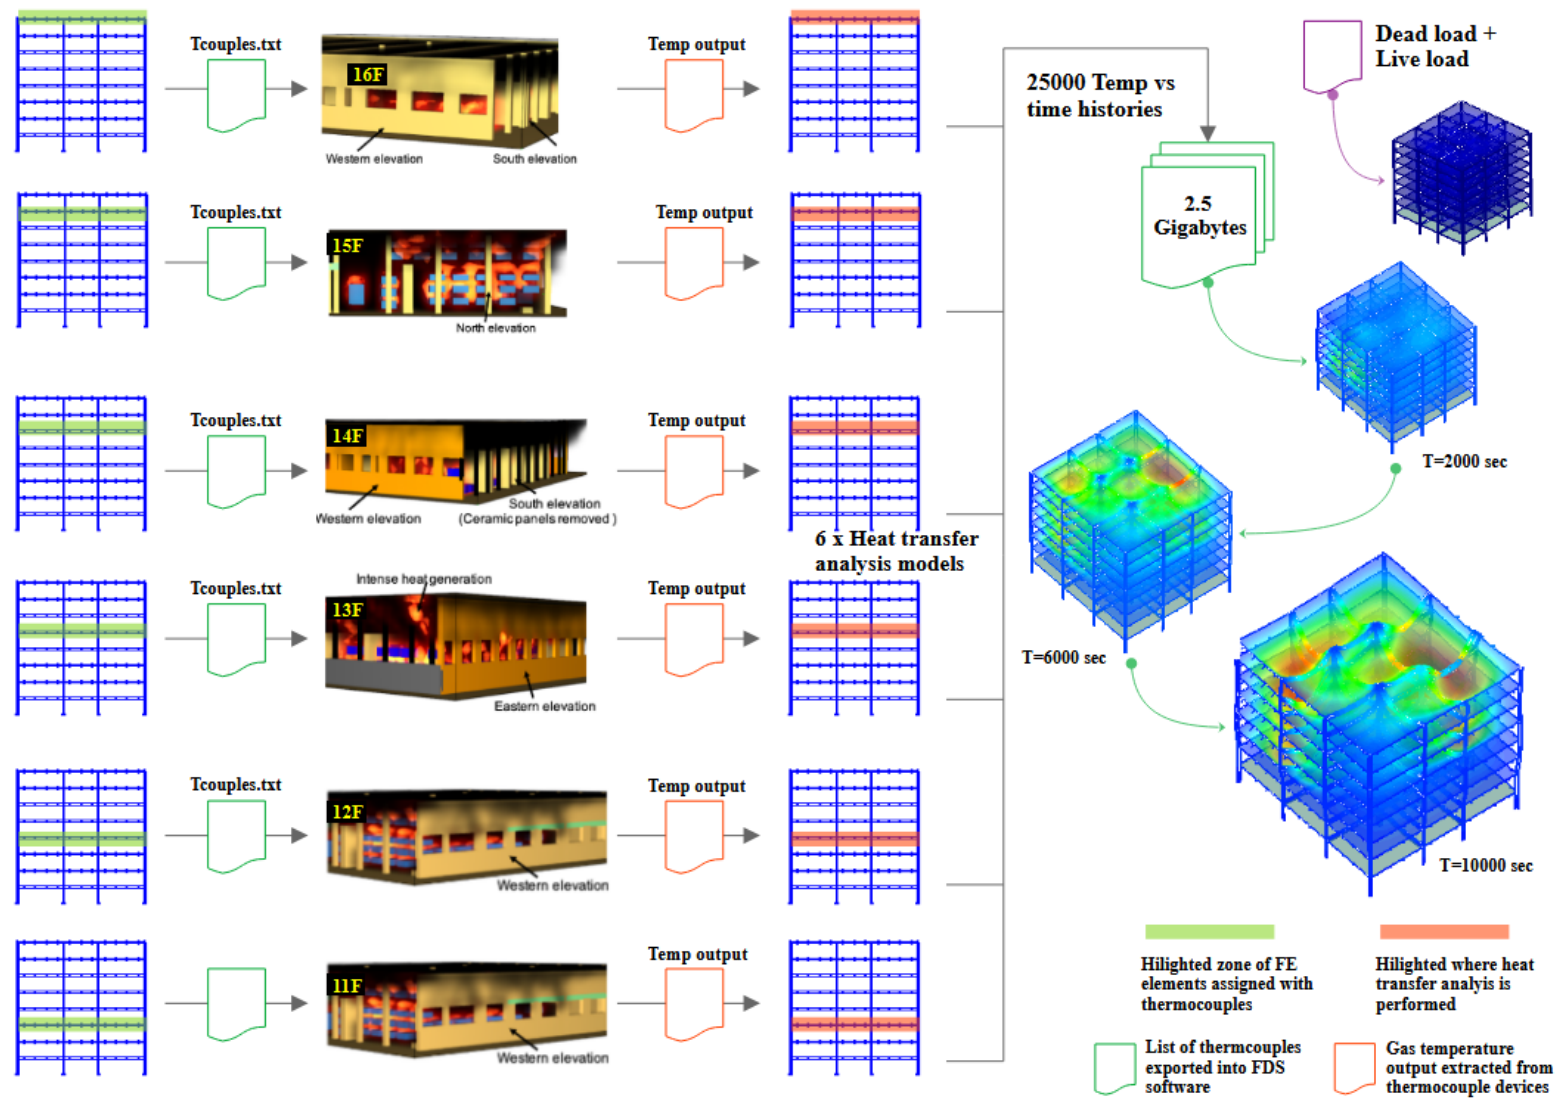 Tcouples.txt
16F
Western elevation
South elevation
Temp output
Tcouples.txt
15F
North elevation
Temp output
Tcouples.txt
14F
Western elevation
South elevation
(Ceramic panels removed )
Temp output
6 x Heat transfer
analysis models
Tcouples.txt
Intense heat generation
13F
Eastern elevation
Temp output
Tcouples.txt
12F
Western elevation
Temp output
11F
Western elevation
Temp output
25000 Temp vs
time histories
Dead load +
Live load
2.5
Gigabytes
T=2000 sec
T=6000 sec
T=10000 sec
Hilighted zone of FE
elements assigned with
thermocouples
Hilighted where heat
transfer analyis is
performed
List of thermcouples
exported into FDS
software
Gas temperature
output extracted from
thermocouple devices